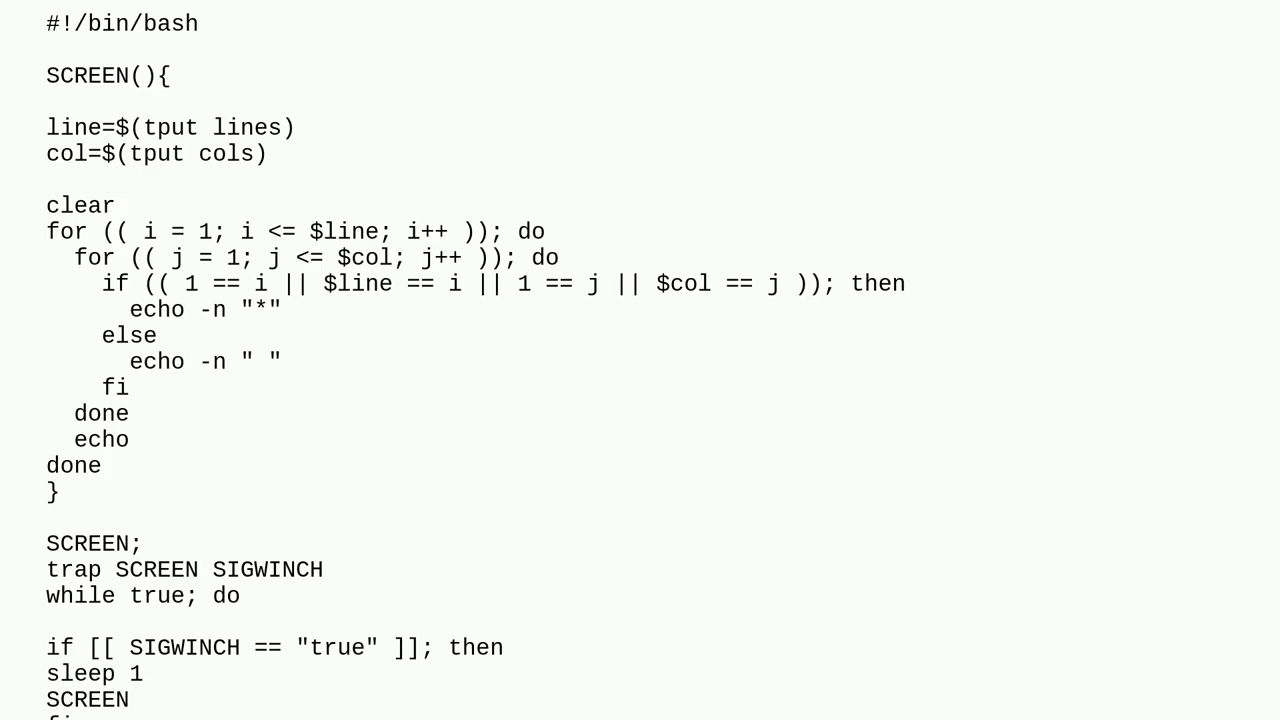 #!/bin/bash

SCREEN(){

line=$(tput lines)
col=$(tput cols)

clear
for (( i = 1; i <= $line; i++ )); do
  for (( j = 1; j <= $col; j++ )); do
    if (( 1 == i || $line == i || 1 == j || $col == j )); then
      echo -n "*"
    else
      echo -n " "
    fi
  done
  echo
done
}

SCREEN;
trap SCREEN SIGWINCH
while true; do

if [[ SIGWINCH == "true" ]]; then
sleep 1
SCREEN